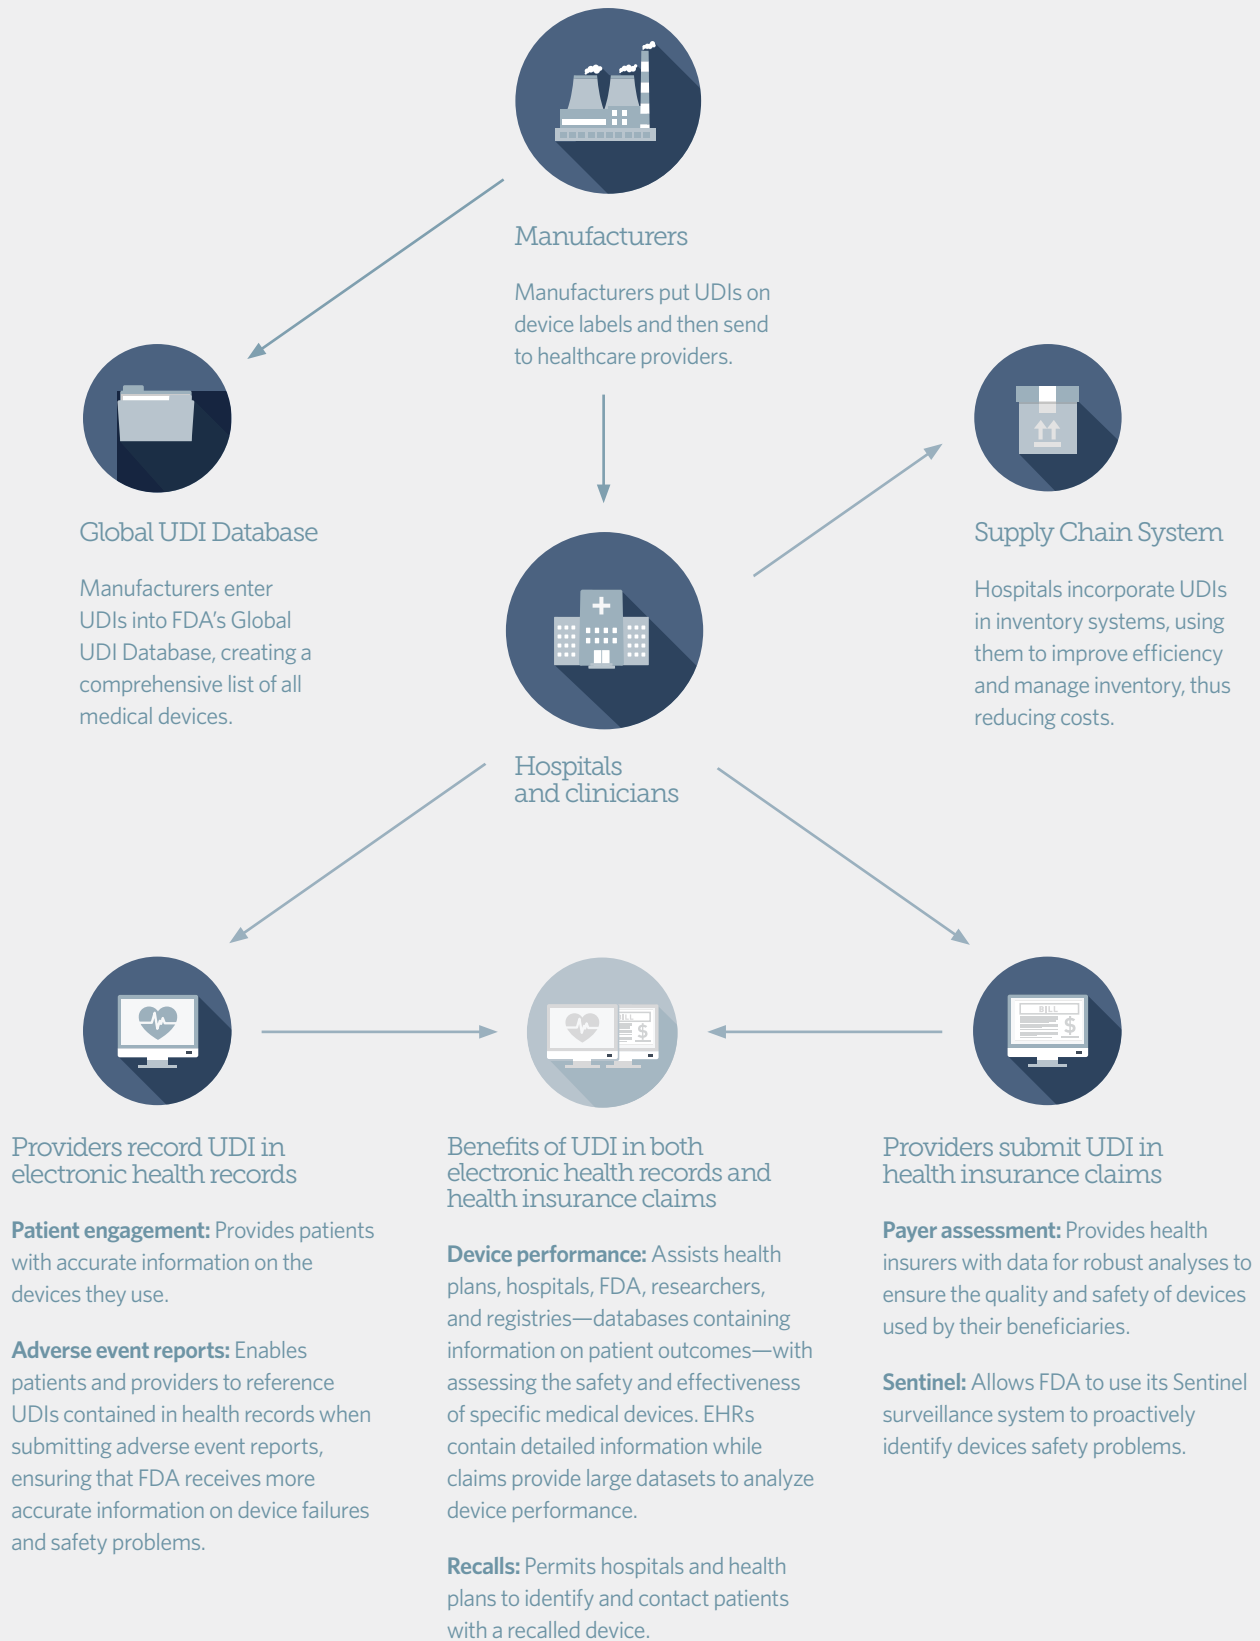 Manufacturers
Manufacturers put UDIs on
device labels and then send
to healthcare providers.
Global UDI Database
Manufacturers enter
UDIs into FDA’s Global
UDI Database, creating a
comprehensive list of all
medical devices.
Supply Chain System
Hospitals incorporate UDIs
in inventory systems, using
them to improve efficiency
and manage inventory, thus
reducing costs.
Hospitals
and clinicians
BILL
$
BILL
$
Providers record UDI in
electronic health records
Patient engagement: Provides patients
with accurate information on the
devices they use.
Adverse event reports: Enables
patients and providers to reference
UDIs contained in health records when
submitting adverse event reports,
ensuring that FDA receives more
accurate information on device failures
and safety problems.
Benefits of UDI in both
electronic health records and
health insurance claims
Device performance: Assists health
plans, hospitals, FDA, researchers,
and registries—databases containing
information on patient outcomes—with
assessing the safety and effectiveness
of specific medical devices. EHRs
contain detailed information while
claims provide large datasets to analyze
device performance.
Recalls: Permits hospitals and health
plans to identify and contact patients
with a recalled device.
Providers submit UDI in
health insurance claims
Payer assessment: Provides health
insurers with data for robust analyses to
ensure the quality and safety of devices
used by their beneficiaries.
Sentinel: Allows FDA to use its Sentinel
surveillance system to proactively
identify devices safety problems.